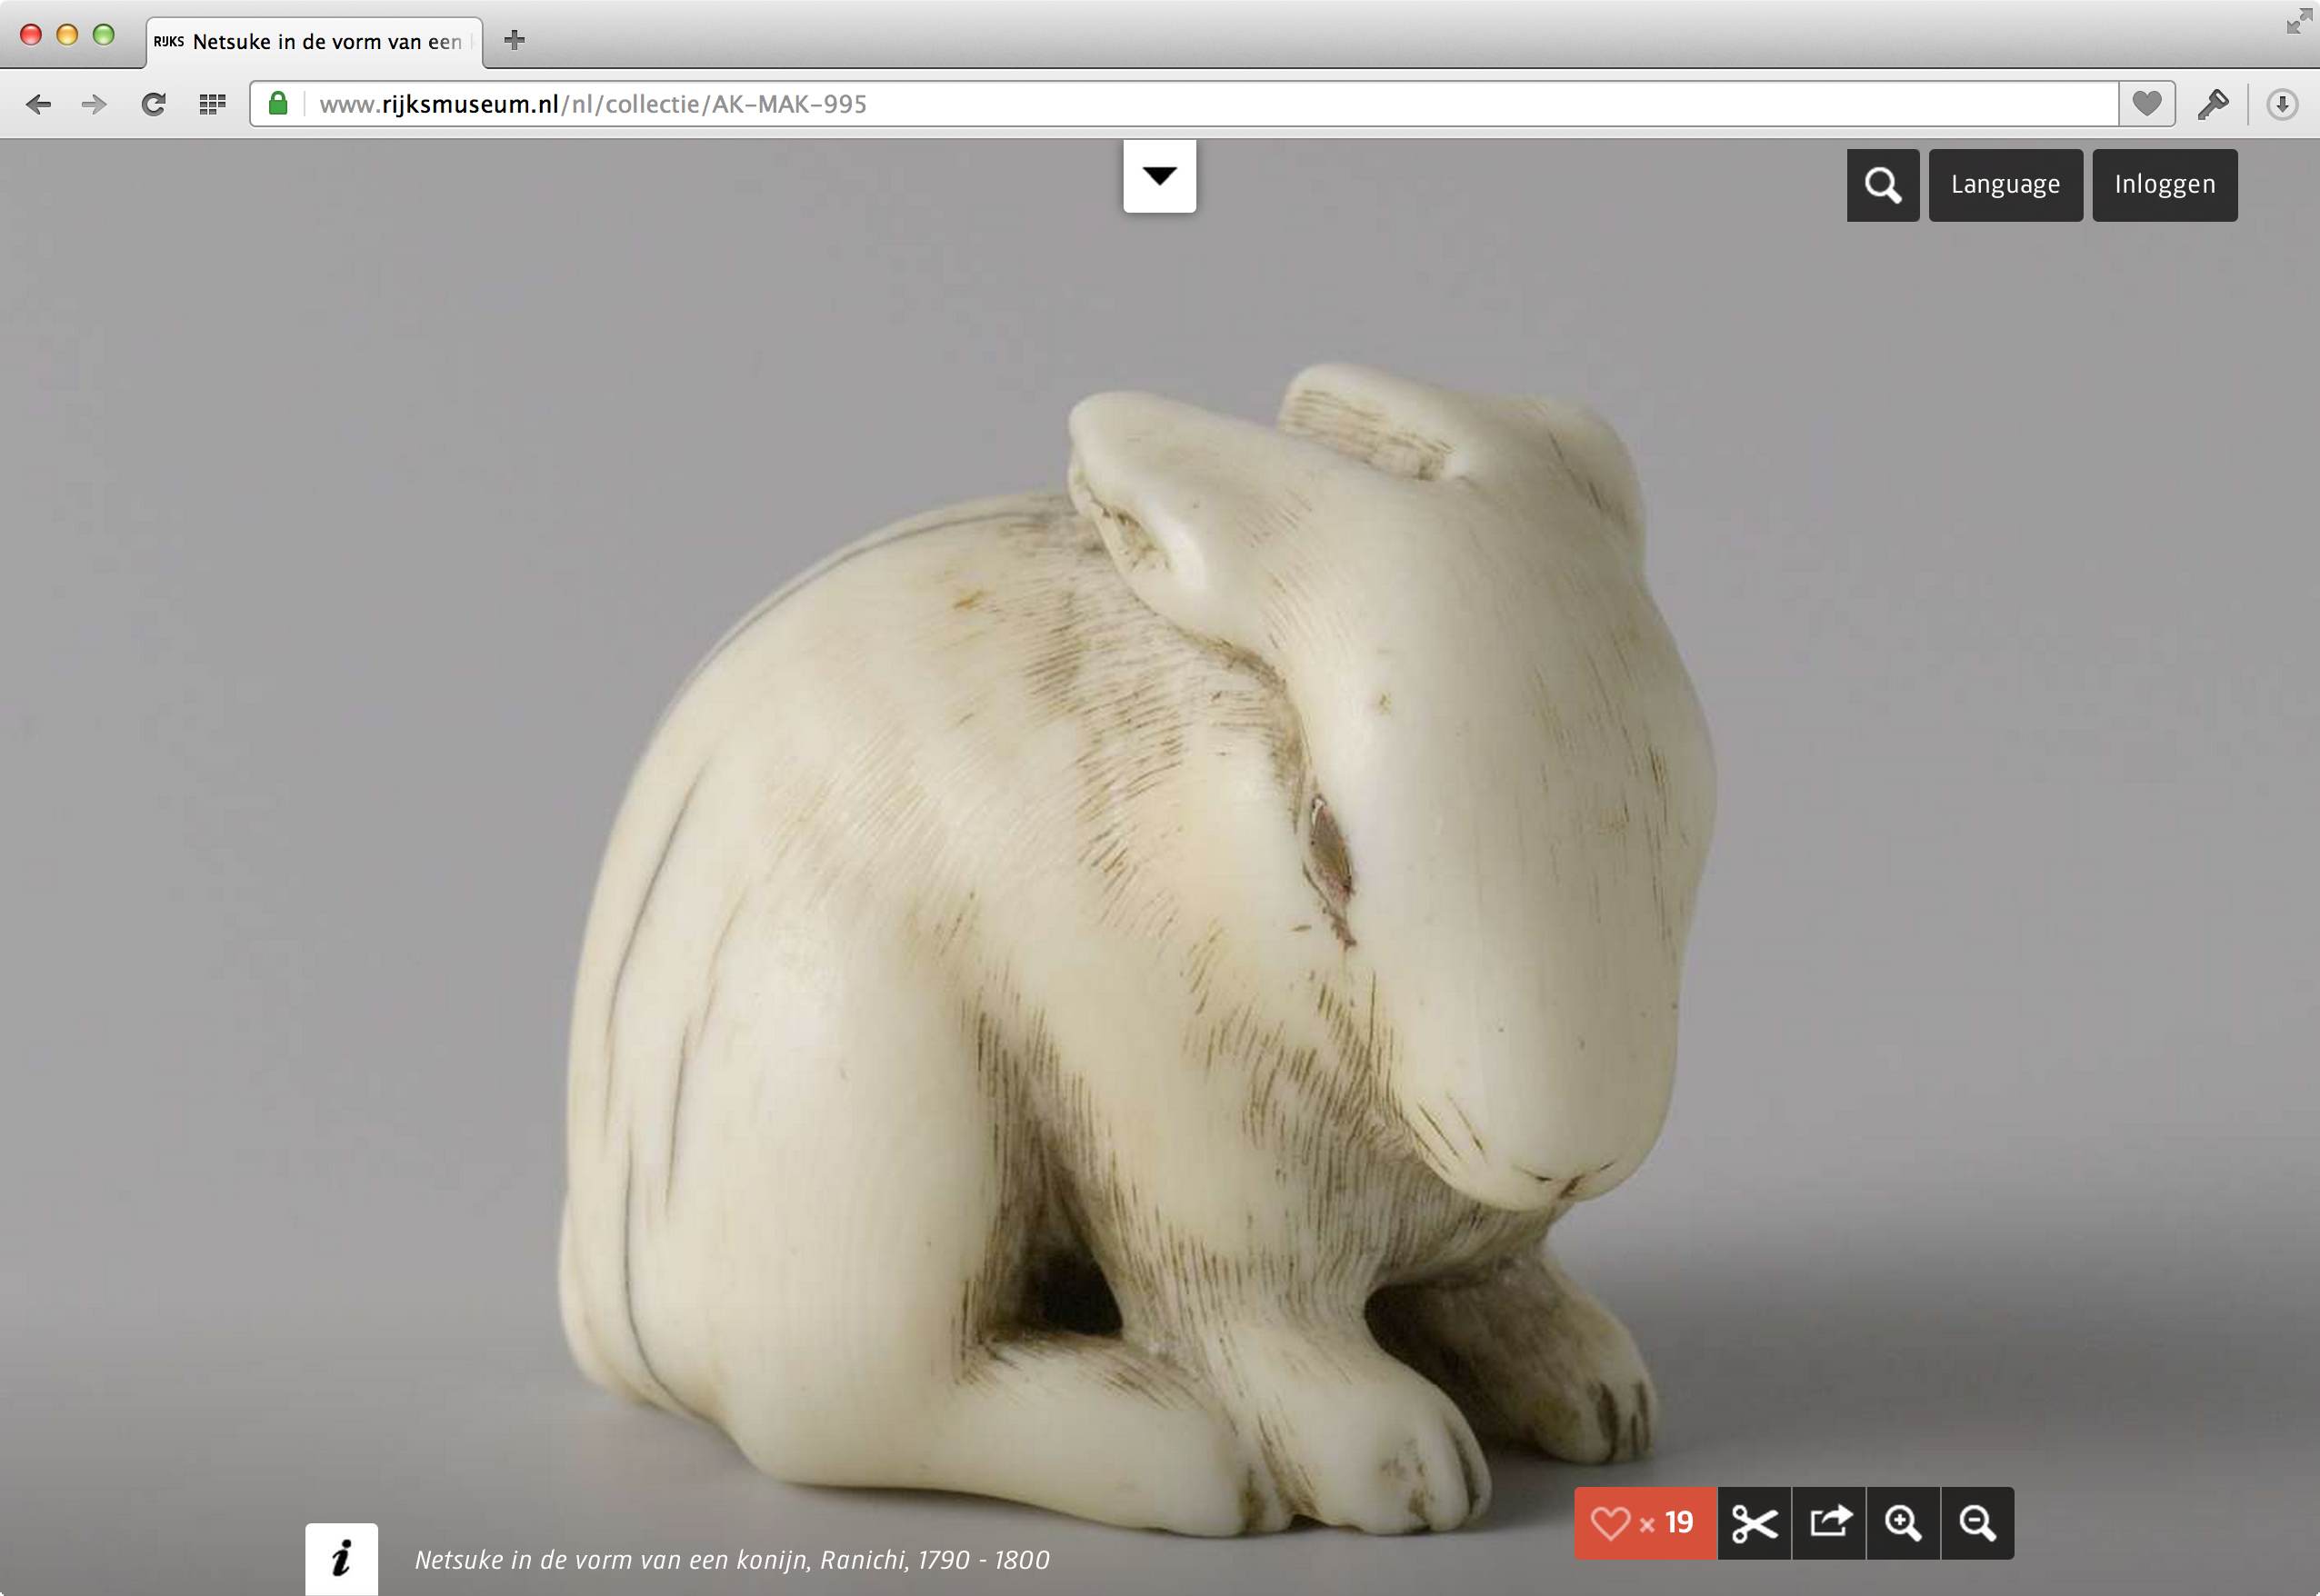 RIJKS Netsuke in de vorm van een
www.rijksmuseum.nl/nl/collectie/AK-MAK-995
Language
Inloggen
× 19
i
Netsuke in de vorm van een konijn, Ranichi, 1790 - 1800